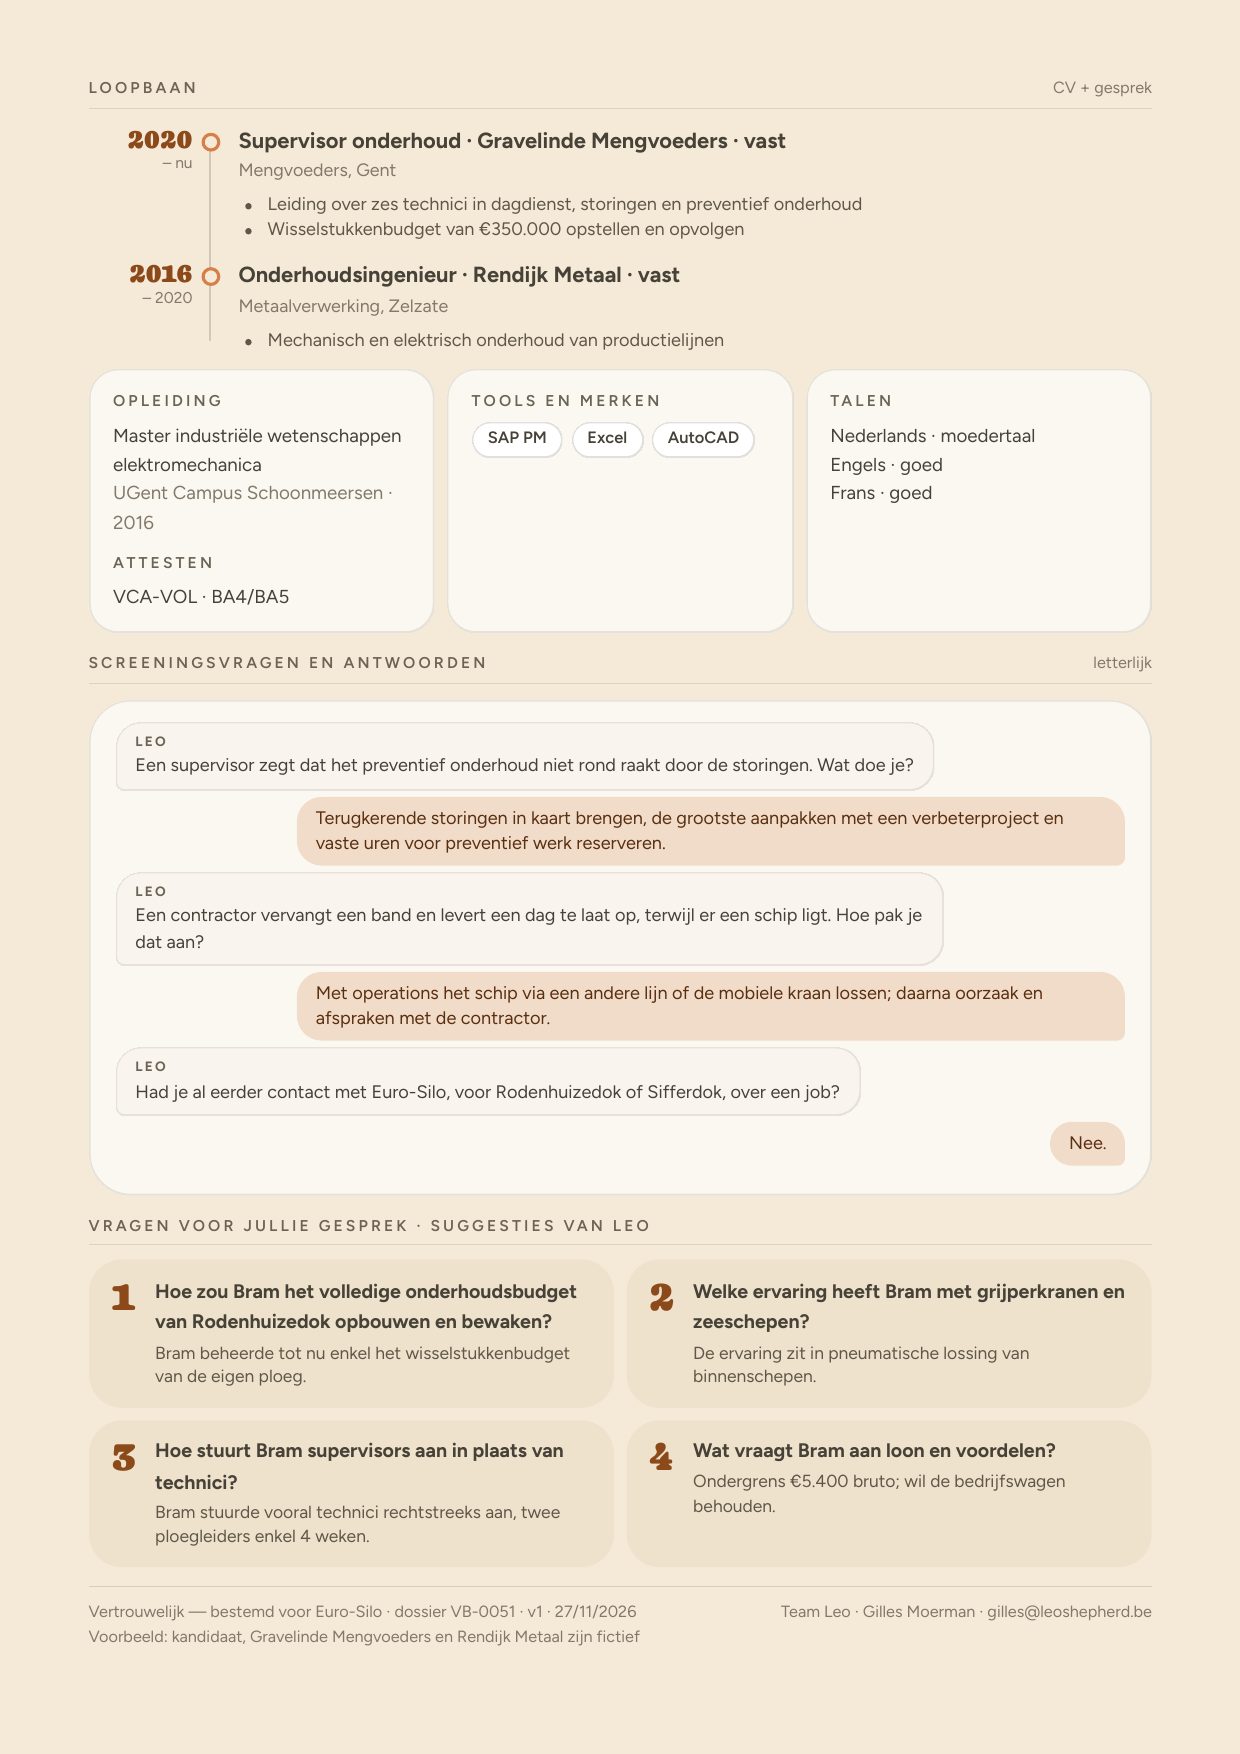 LOOPBAAN
CV + gesprek
2020
– nu
Supervisor onderhoud · Gravelinde Mengvoeders · vast
Mengvoeders, Gent
• Leiding over zes technici in dagdienst, storingen en preventief onderhoud
• Wisselstukkenbudget van €350.000 opstellen en opvolgen
2016
– 2020
Onderhoudsingenieur · Rendijk Metaal · vast
Metaalverwerking, Zelzate
• Mechanisch en elektrisch onderhoud van productielijnen
OPLEIDING
Master industriële wetenschappen
elektromechanica
UGent Campus Schoonmeersen ·
2016
ATTESTEN
VCA-VOL · BA4/BA5
TOOLS EN MERKEN
SAP PM
Excel
AutoCAD
TALEN
Nederlands · moedertaal
Engels · goed
Frans · goed
SCREENINGSVRAGEN EN ANTWOORDEN
letterlijk
LEO
Een supervisor zegt dat het preventief onderhoud niet rond raakt door de storingen. Wat doe je?
Terugkerende storingen in kaart brengen, de grootste aanpakken met een verbeterproject en
vaste uren voor preventief werk reserveren.
LEO
Een contractor vervangt een band en levert een dag te laat op, terwijl er een schip ligt. Hoe pak je
dat aan?
Met operations het schip via een andere lijn of de mobiele kraan lossen; daarna oorzaak en
afspraken met de contractor.
LEO
Had je al eerder contact met Euro-Silo, voor Rodenhuizedok of Sifferdok, over een job?
Nee.
VRAGEN VOOR JULLIE GESPREK · SUGGESTIES VAN LEO
1
Hoe zou Bram het volledige onderhoudsbudget
van Rodenhuizedok opbouwen en bewaken?
Bram beheerde tot nu enkel het wisselstukkenbudget
van de eigen ploeg.
2
Welke ervaring heeft Bram met grijperkranen en
zeeschepen?
De ervaring zit in pneumatische lossing van
binnenschepen.
3
Hoe stuurt Bram supervisors aan in plaats van
technici?
Bram stuurde vooral technici rechtstreeks aan, twee
ploegleiders enkel 4 weken.
4
Wat vraagt Bram aan loon en voordelen?
Ondergrens €5.400 bruto; wil de bedrijfswagen
behouden.
Vertrouwelijk — bestemd voor Euro-Silo · dossier VB-0051 · v1 · 27/11/2026
Team Leo · Gilles Moerman · gilles@leoshepherd.be
Voorbeeld: kandidaat, Gravelinde Mengvoeders en Rendijk Metaal zijn fictief